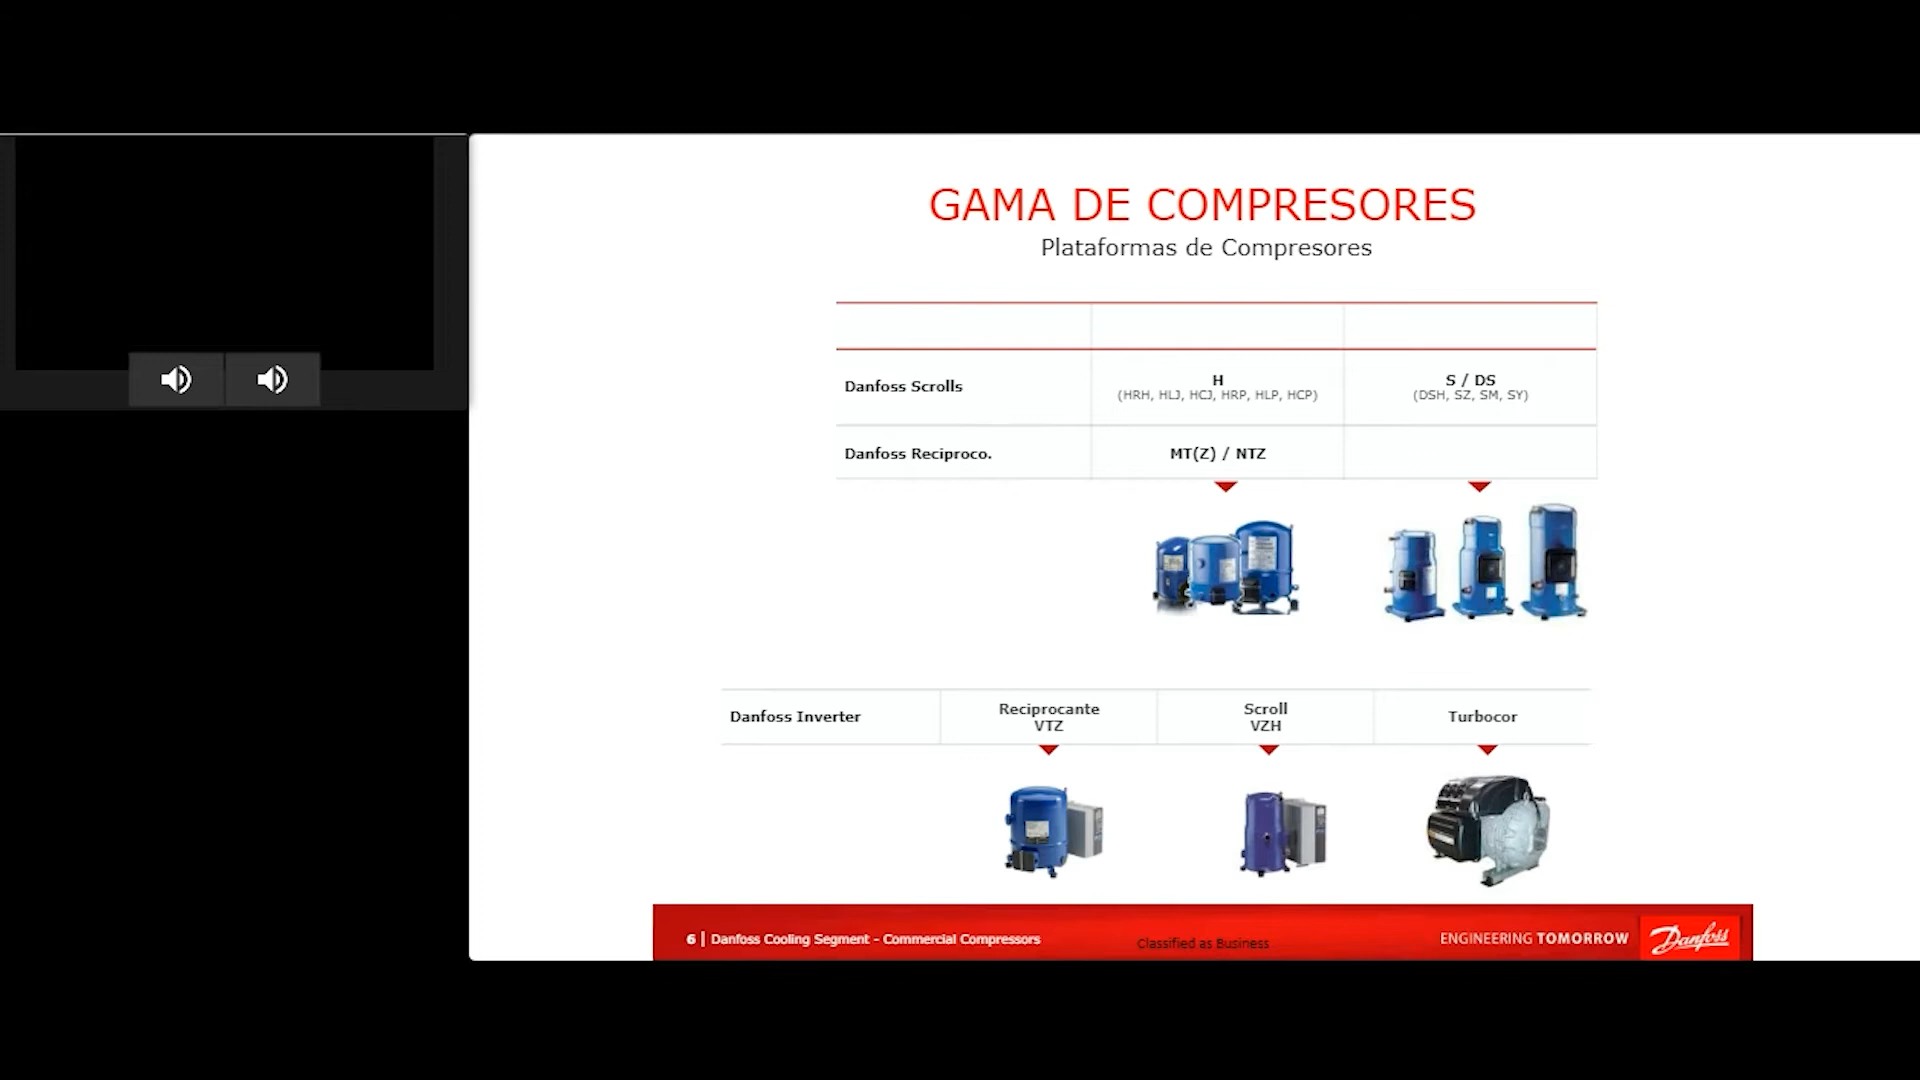 GAMA DE COMPRESORES
Plataformas de Compresores
Danfoss Scrolls
H
(HRH, HLJ, HCJ, HRP, HLP, HCP)
S / DS
(DSH, SZ, SM, SY)
Danfoss Reciproco.
MT(Z) / NTZ
Danfoss Inverter
Reciprocante
VTZ
Scroll
VZH
Turbocor
6 | Danfoss Cooling Segment - Commercial Compressors
Classified as Business
ENGINEERING TOMORROW
Danfoss